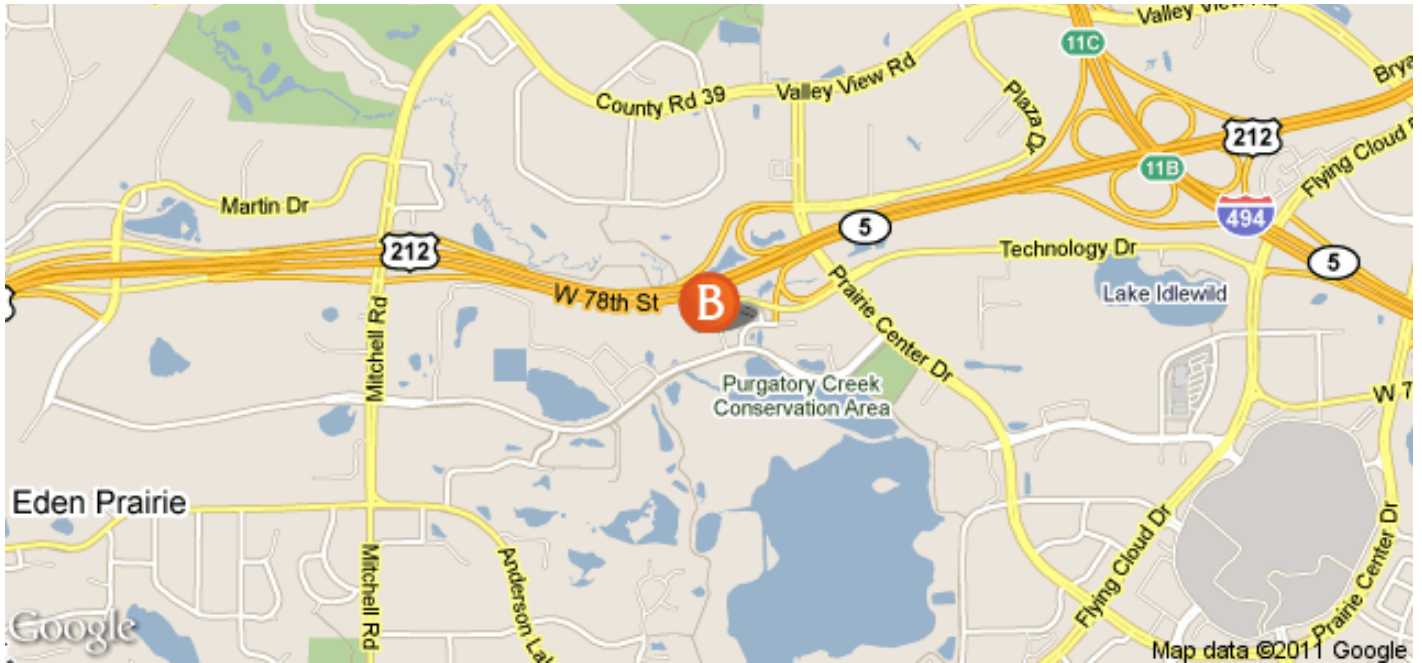 Valley View Rd
11C
County Rd 39
Valley View Rd
Plaza Dr
Brya
212
11B
Flying Cloud
Martin Dr
5
494
212
Technology Dr
5
W 78th St
B
Lake Idlewild
Prairie Center Dr
Mitchell Rd
Purgatory Creek
Conservation Area
W 7
Eden Prairie
Mitchell Rd
Anderson Lak
Flying Cloud Dr
Prairie Center Dr
Google
Map data ©2011 Google